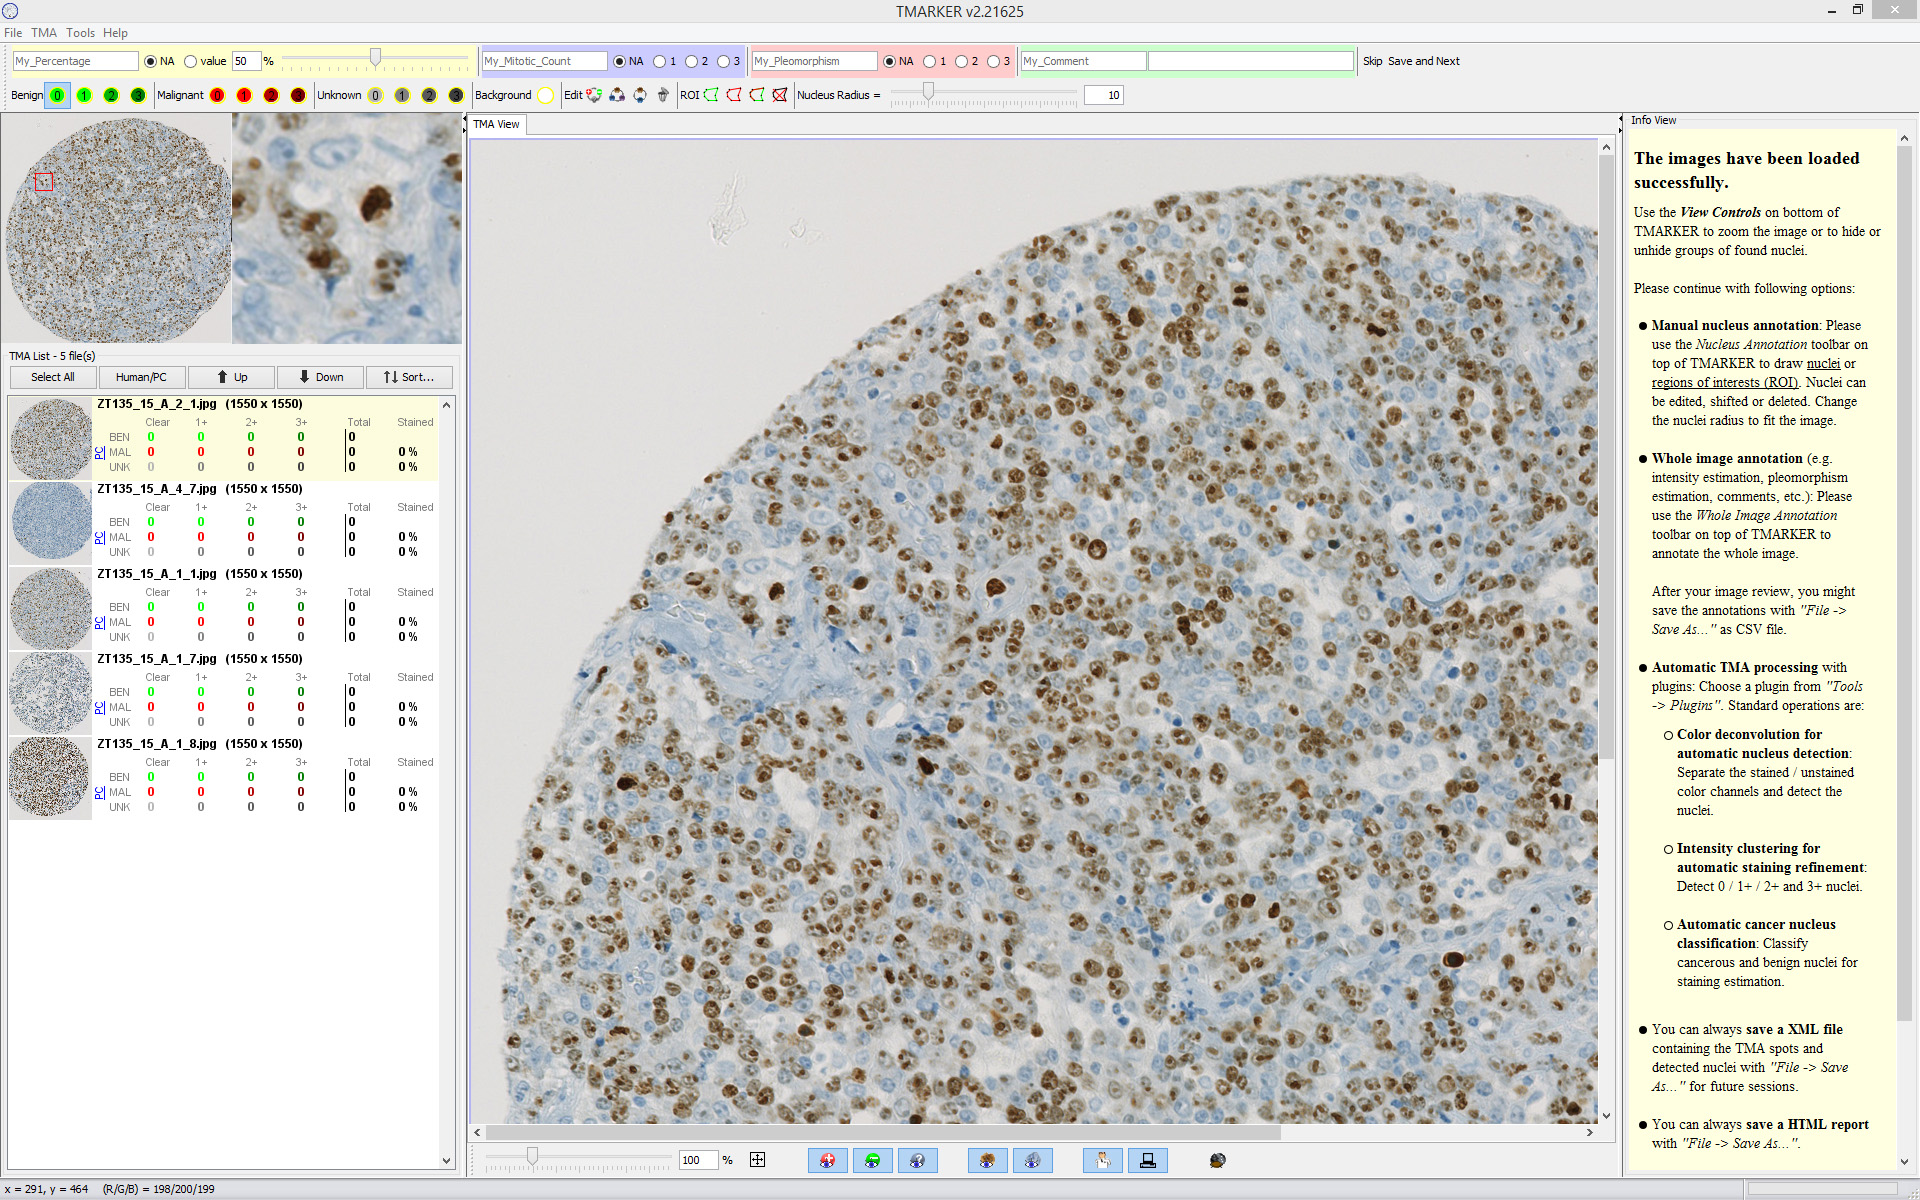 TMARKER v2.21625
File TMA Tools Help
My_Percentage NA value 50 % My_Mitotic_Count NA 1 2 3 My_Pleomorphism NA 1 2 3 My_Comment Skip Save and Next
Benign 0 1 2 3 Malignant 0 1 2 3 Unknown 0 1 2 3 Background Edit ROI Nucleus Radius = 10
TMA List - 5 file(s)
Select All Human/PC Up Down Sort...
ZT135_15_A_2_1.jpg (1550 x 1550)
Clear 1+ 2+ 3+ Total Stained
BEN 0 0 0 0 0
PC MAL 0 0 0 0 0 0 %
UNK 0 0 0 0 0 0 %
ZT135_15_A_4_7.jpg (1550 x 1550)
Clear 1+ 2+ 3+ Total Stained
BEN 0 0 0 0 0
PC MAL 0 0 0 0 0 0 %
UNK 0 0 0 0 0 0 %
ZT135_15_A_1_1.jpg (1550 x 1550)
Clear 1+ 2+ 3+ Total Stained
BEN 0 0 0 0 0
PC MAL 0 0 0 0 0 0 %
UNK 0 0 0 0 0 0 %
ZT135_15_A_1_7.jpg (1550 x 1550)
Clear 1+ 2+ 3+ Total Stained
BEN 0 0 0 0 0
PC MAL 0 0 0 0 0 0 %
UNK 0 0 0 0 0 0 %
ZT135_15_A_1_8.jpg (1550 x 1550)
Clear 1+ 2+ 3+ Total Stained
BEN 0 0 0 0 0
PC MAL 0 0 0 0 0 0 %
UNK 0 0 0 0 0 0 %
TMA View
100 %
Info View
The images have been loaded
successfully.
Use the View Controls on bottom of
TMARKER to zoom the image or to hide or
unhide groups of found nuclei.
Please continue with following options:
● Manual nucleus annotation: Please
use the Nucleus Annotation toolbar on
top of TMARKER to draw nuclei or
regions of interests (ROI). Nuclei can
be edited, shifted or deleted. Change
the nuclei radius to fit the image.
● Whole image annotation (e.g.
intensity estimation, pleomorphism
estimation, comments, etc.): Please
use the Whole Image Annotation
toolbar on top of TMARKER to
annotate the whole image.
After your image review, you might
save the annotations with "File ->
Save As..." as CSV file.
● Automatic TMA processing with
plugins: Choose a plugin from "Tools
-> Plugins". Standard operations are:
○ Color deconvolution for
automatic nucleus detection:
Separate the stained / unstained
color channels and detect the
nuclei.
○ Intensity clustering for
automatic staining refinement:
Detect 0 / 1+ / 2+ and 3+ nuclei.
○ Automatic cancer nucleus
classification: Classify
cancerous and benign nuclei for
staining estimation.
● You can always save a XML file
containing the TMA spots and
detected nuclei with "File -> Save
As..." for future sessions.
● You can always save a HTML report
with "File -> Save As...".
x = 291, y = 464 (R/G/B) = 198/200/199